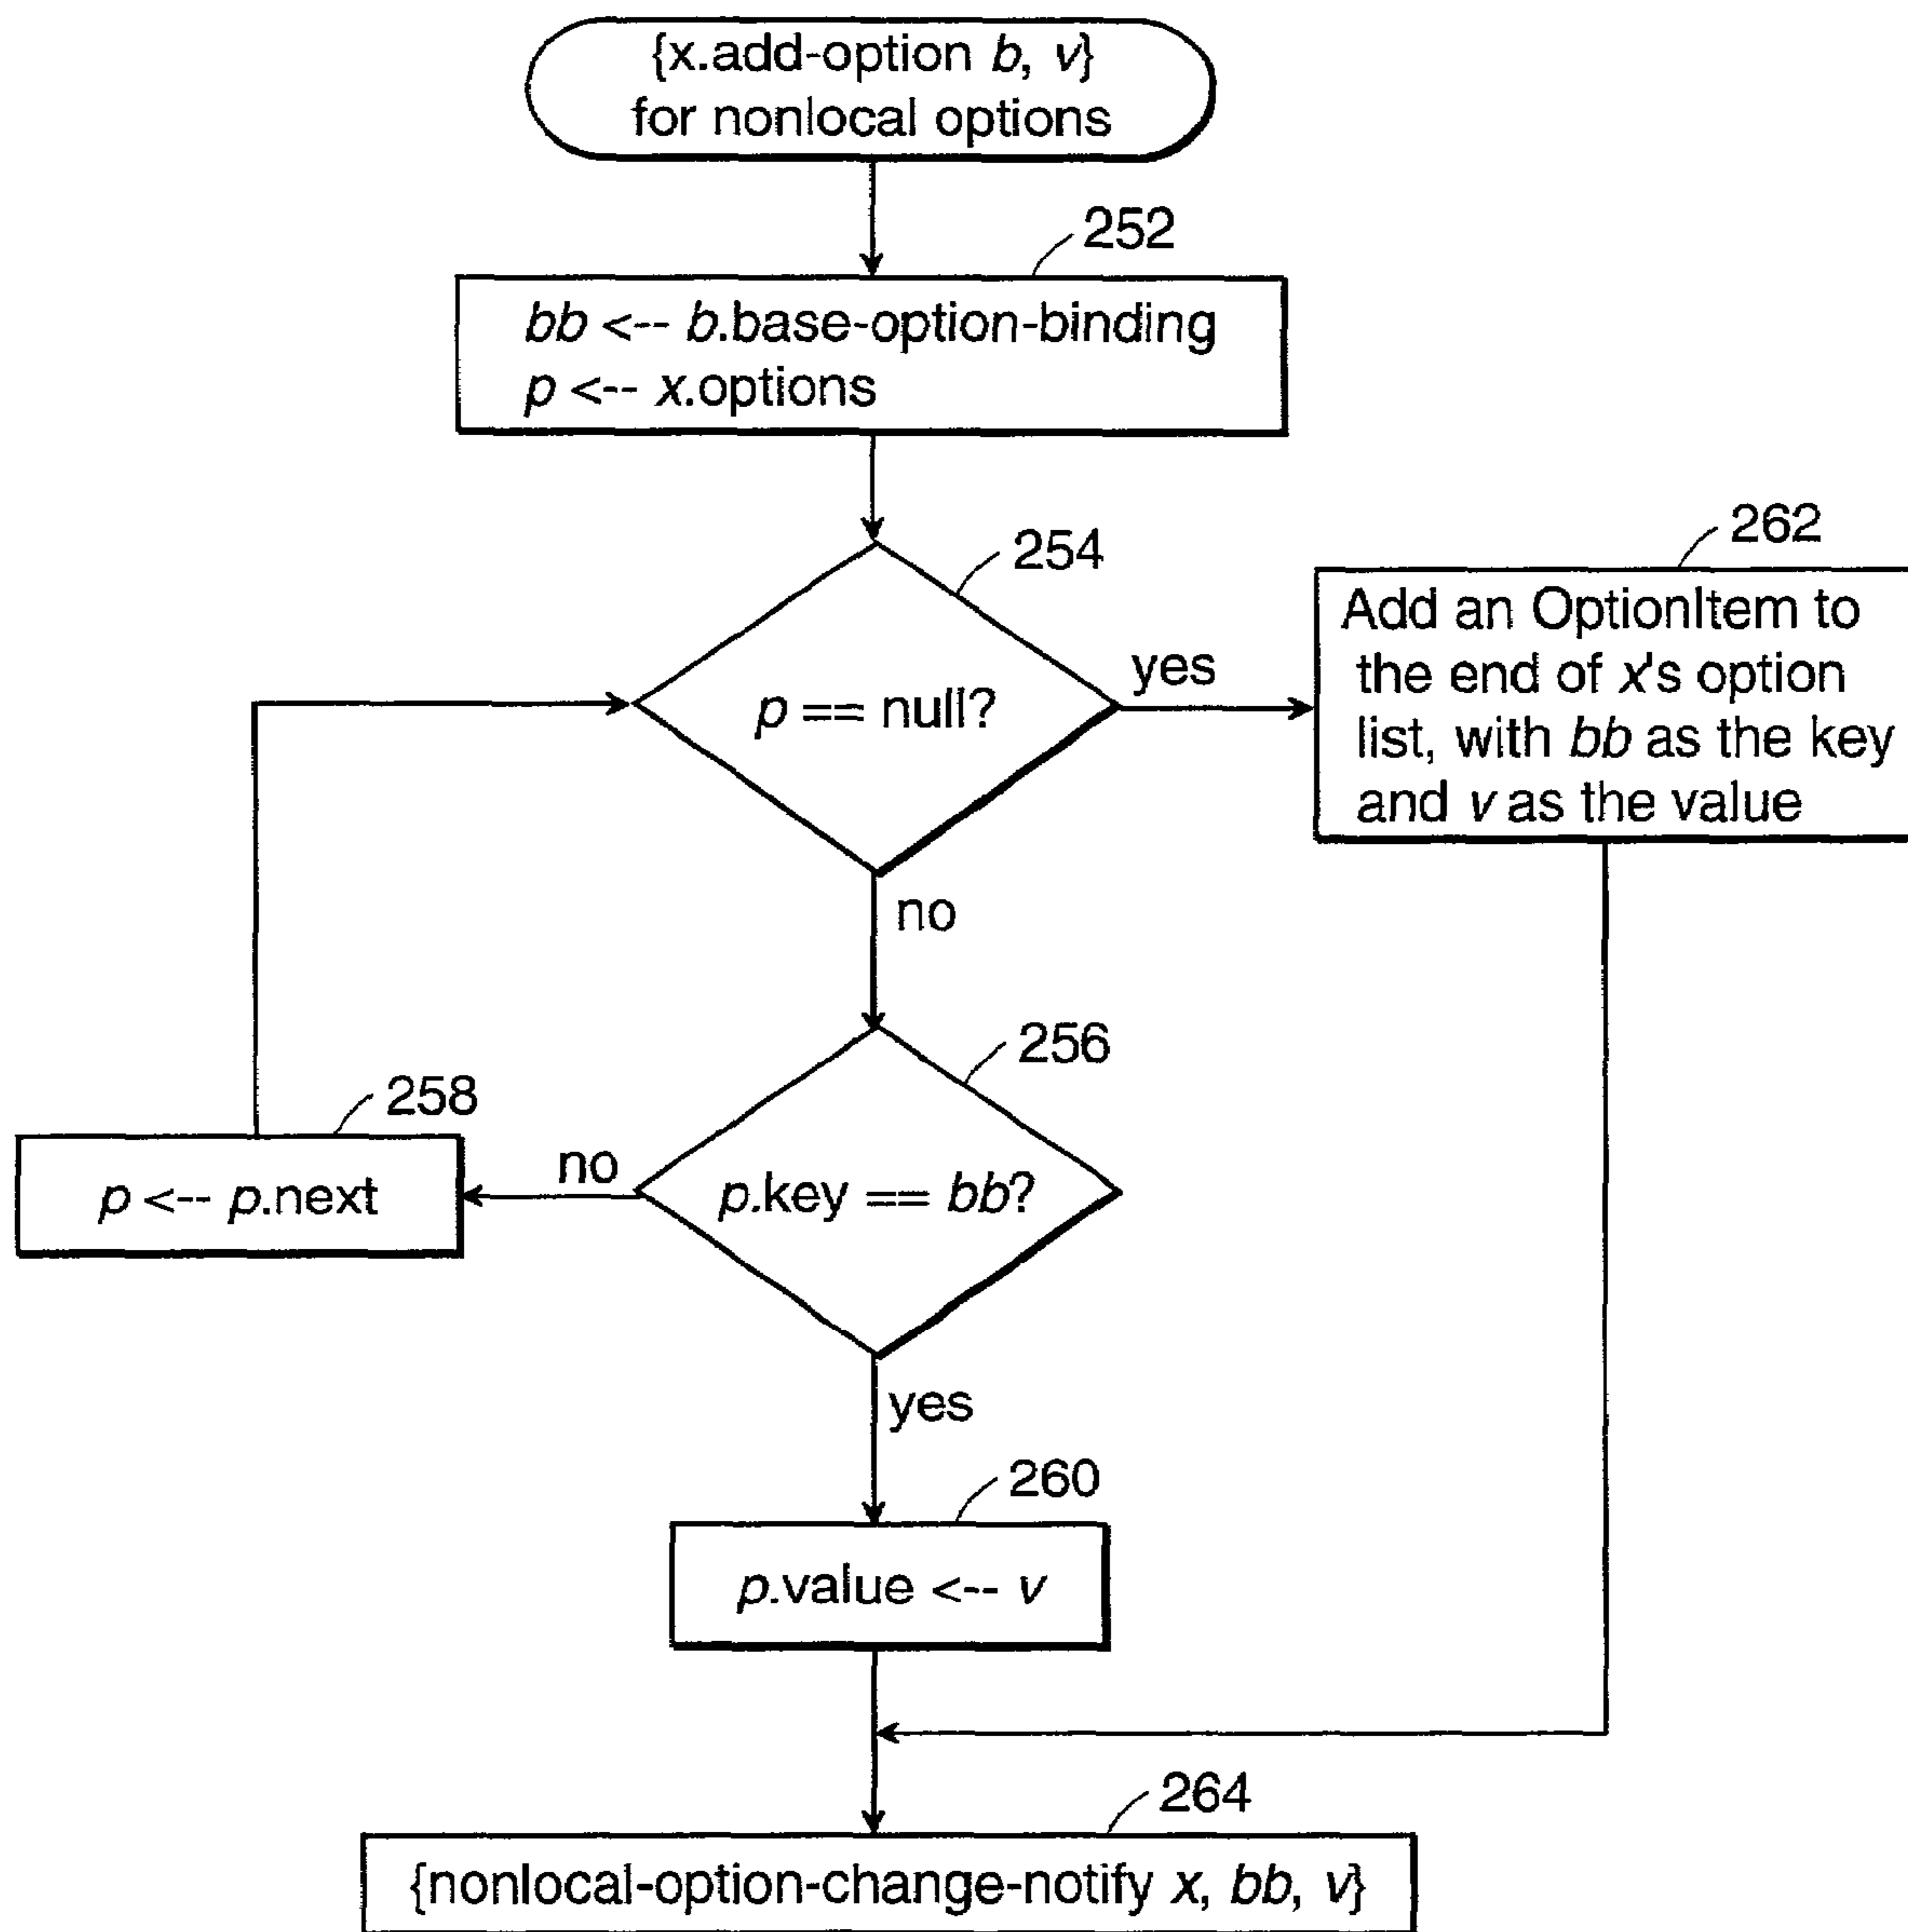 {x.add-option b, v}
for nonlocal options
252
bb <-- b.base-option-binding
p <-- x.options
254
262
p == null?
yes
Add an OptionItem to
the end of x's option
list, with bb as the key
and v as the value
no
256
258
p <-- p.next
no
p.key == bb?
yes
260
p.value <-- v
264
{nonlocal-option-change-notify x, bb, v}